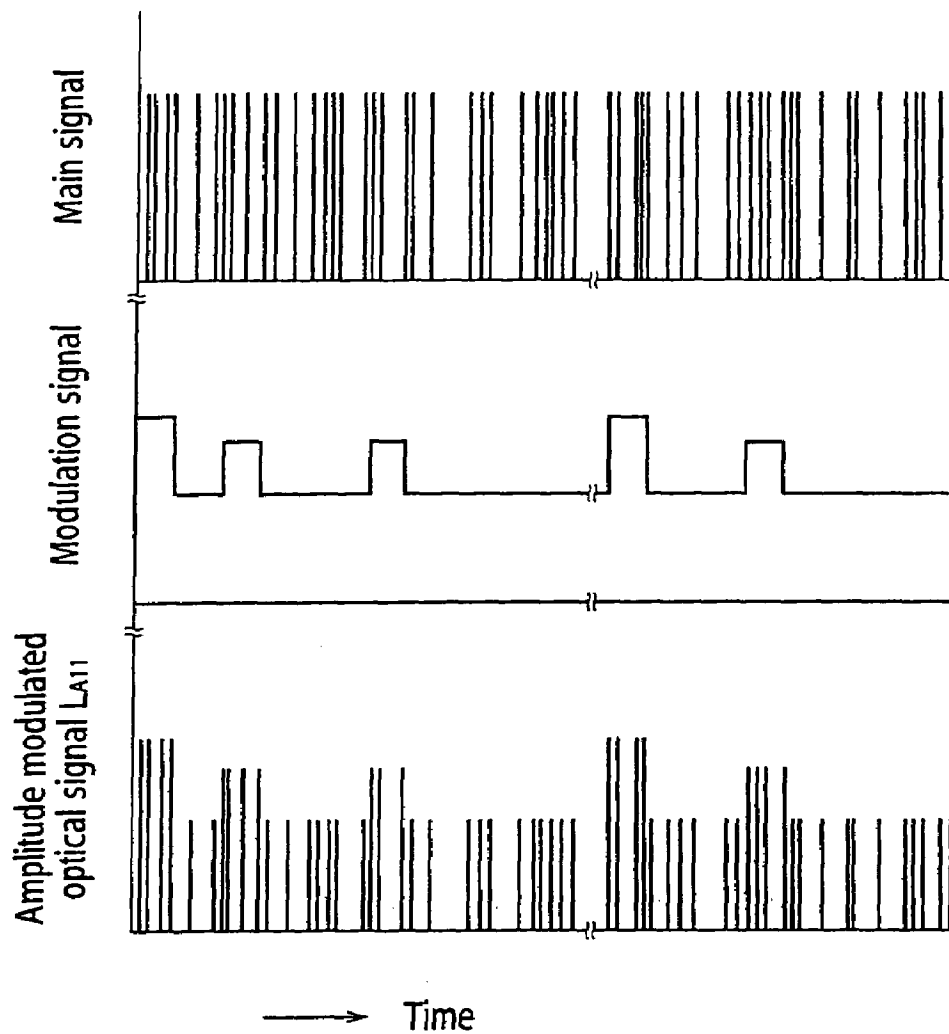 Main signal
Modulation signal
Amplitude modulated
optical signal LA11
Time